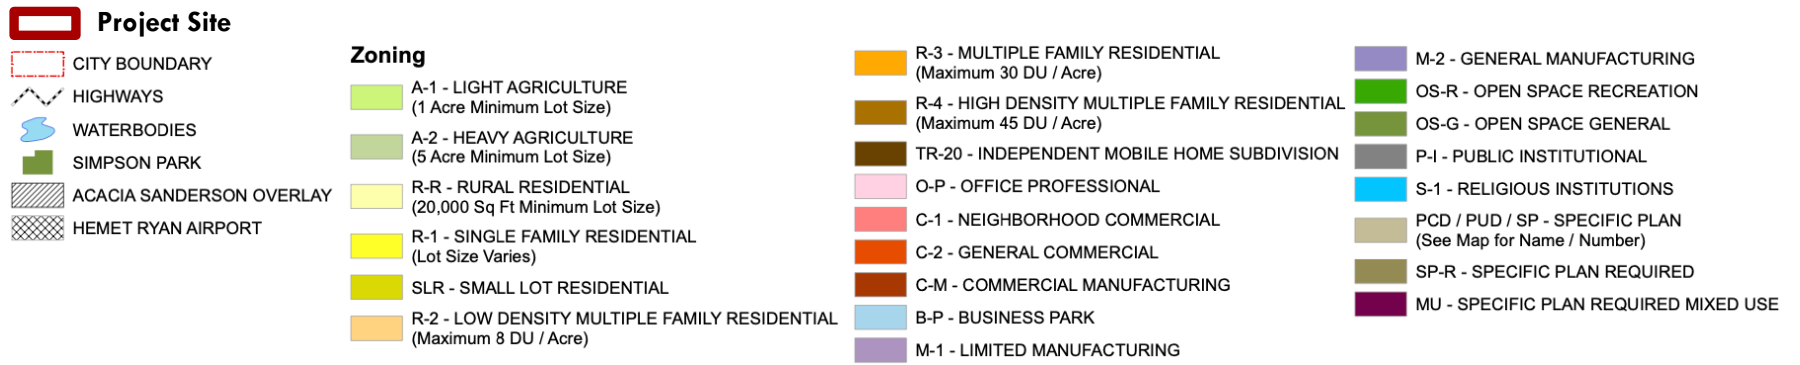 Project Site
CITY BOUNDARY
HIGHWAYS
WATERBODIES
SIMPSON PARK
ACACIA SANDERSON OVERLAY
HEMET RYAN AIRPORT
Zoning
A-1 - LIGHT AGRICULTURE
(1 Acre Minimum Lot Size)
A-2 - HEAVY AGRICULTURE
(5 Acre Minimum Lot Size)
R-R - RURAL RESIDENTIAL
(20,000 Sq Ft Minimum Lot Size)
R-1 - SINGLE FAMILY RESIDENTIAL
(Lot Size Varies)
SLR - SMALL LOT RESIDENTIAL
R-2 - LOW DENSITY MULTIPLE FAMILY RESIDENTIAL
(Maximum 8 DU / Acre)
R-3 - MULTIPLE FAMILY RESIDENTIAL
(Maximum 30 DU / Acre)
R-4 - HIGH DENSITY MULTIPLE FAMILY RESIDENTIAL
(Maximum 45 DU / Acre)
TR-20 - INDEPENDENT MOBILE HOME SUBDIVISION
O-P - OFFICE PROFESSIONAL
C-1 - NEIGHBORHOOD COMMERCIAL
C-2 - GENERAL COMMERCIAL
C-M - COMMERCIAL MANUFACTURING
B-P - BUSINESS PARK
M-1 - LIMITED MANUFACTURING
M-2 - GENERAL MANUFACTURING
OS-R - OPEN SPACE RECREATION
OS-G - OPEN SPACE GENERAL
P-I - PUBLIC INSTITUTIONAL
S-1 - RELIGIOUS INSTITUTIONS
PCD / PUD / SP - SPECIFIC PLAN
(See Map for Name / Number)
SP-R - SPECIFIC PLAN REQUIRED
MU - SPECIFIC PLAN REQUIRED MIXED USE